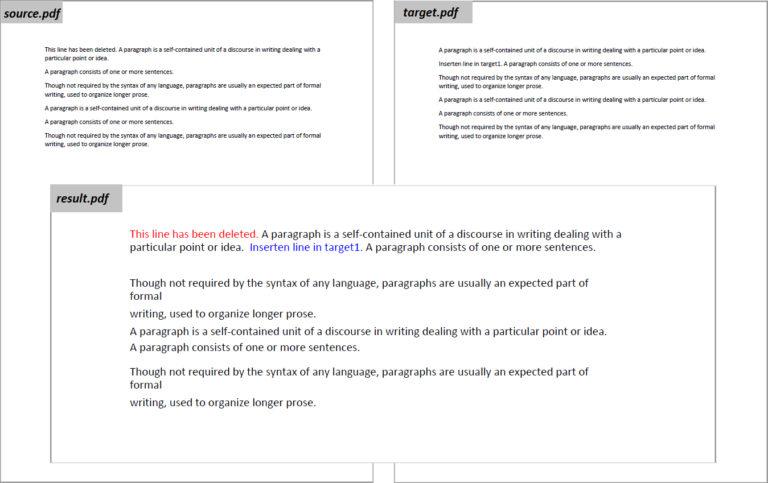 source.pdf
This line has been deleted. A paragraph is a self-contained unit of a discourse in writing dealing with a
particular point or idea.
A paragraph consists of one or more sentences.
Though not required by the syntax of any language, paragraphs are usually an expected part of formal
writing, used to organize longer prose.
A paragraph is a self-contained unit of a discourse in writing dealing with a particular point or idea.
A paragraph consists of one or more sentences.
Though not required by the syntax of any language, paragraphs are usually an expected part of formal
writing, used to organize longer prose.
target.pdf
A paragraph is a self-contained unit of a discourse in writing dealing with a particular point or idea.
Inserten line in target1. A paragraph consists of one or more sentences.
Though not required by the syntax of any language, paragraphs are usually an expected part of formal
writing, used to organize longer prose.
A paragraph is a self-contained unit of a discourse in writing dealing with a particular point or idea.
A paragraph consists of one or more sentences.
Though not required by the syntax of any language, paragraphs are usually an expected part of formal
writing, used to organize longer prose.
result.pdf
This line has been deleted. A paragraph is a self-contained unit of a discourse in writing dealing with a
particular point or idea. Inserten line in target1. A paragraph consists of one or more sentences.
Though not required by the syntax of any language, paragraphs are usually an expected part of
formal
writing, used to organize longer prose.
A paragraph is a self-contained unit of a discourse in writing dealing with a particular point or idea.
A paragraph consists of one or more sentences.
Though not required by the syntax of any language, paragraphs are usually an expected part of
formal
writing, used to organize longer prose.